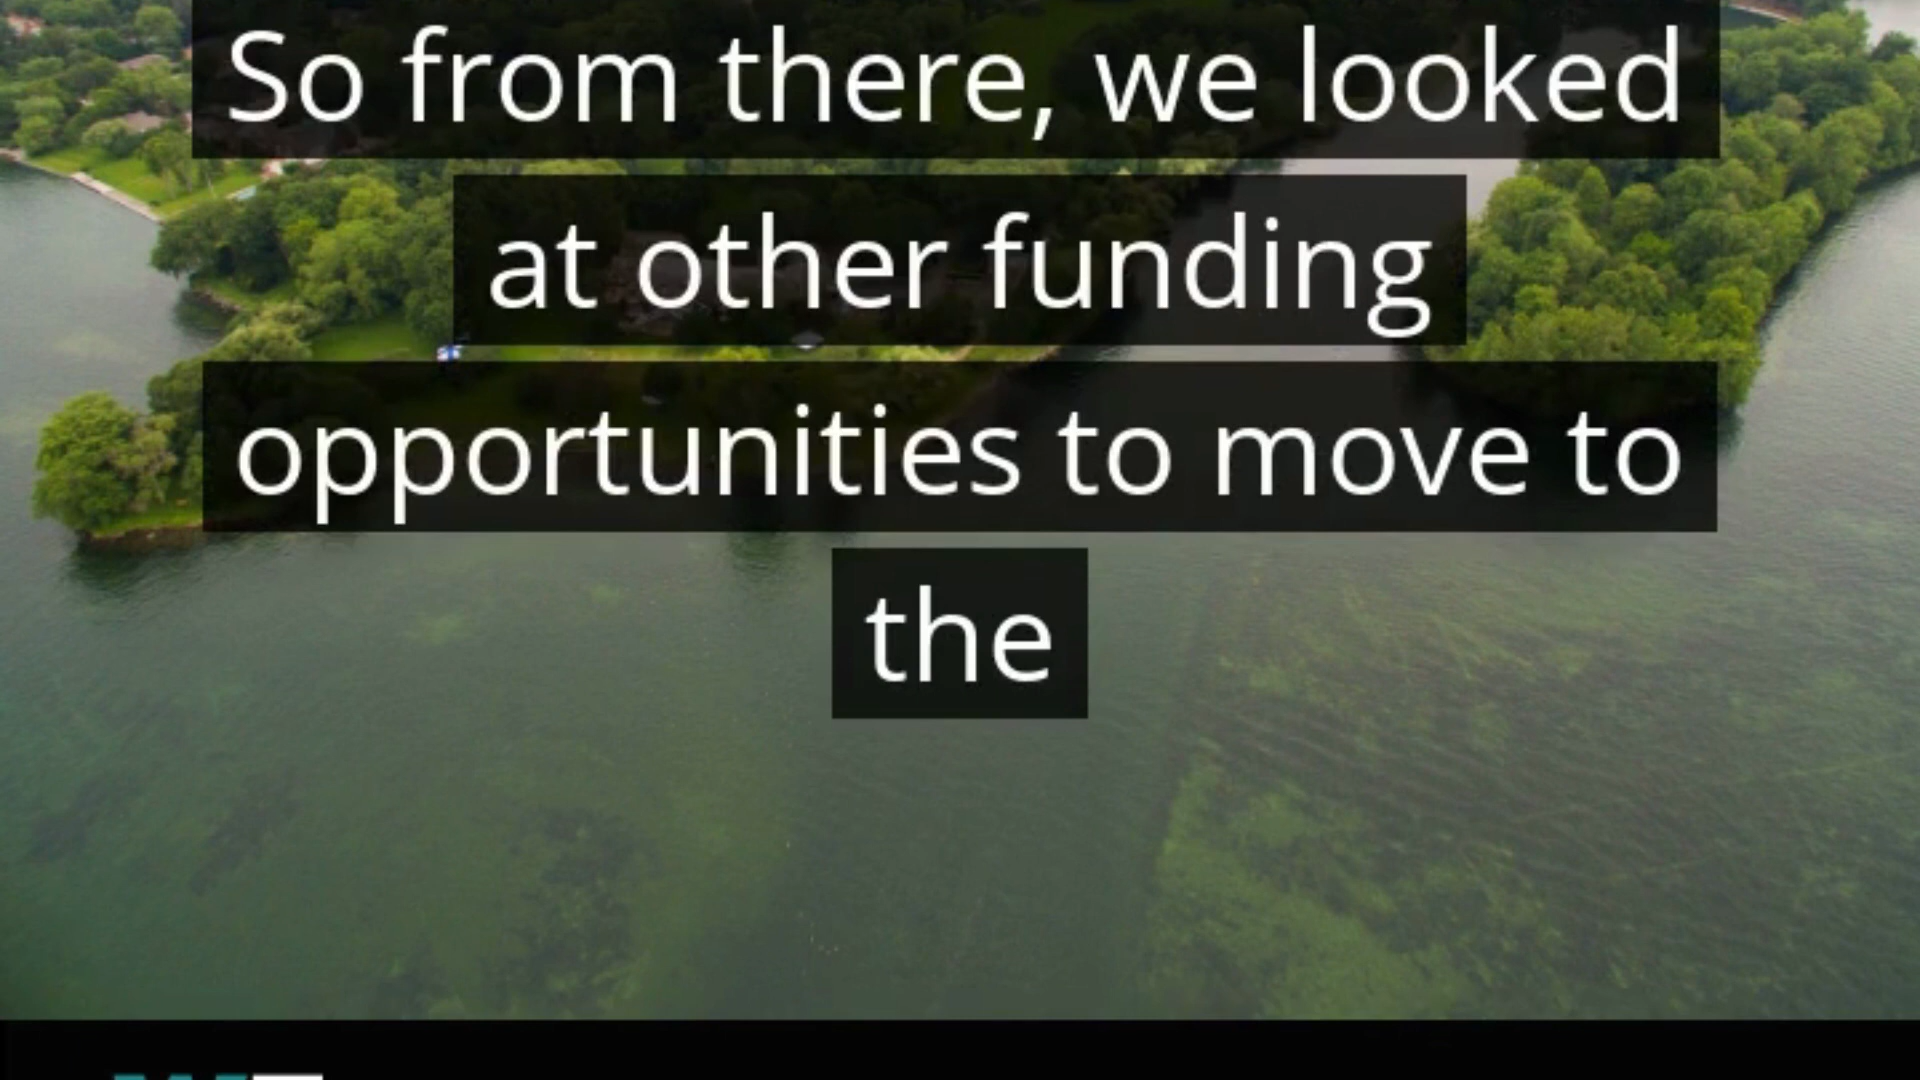 So from there, we looked
at other funding
opportunities to move to
the